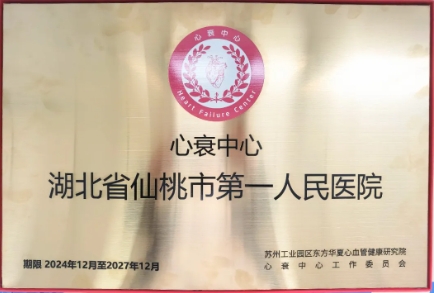 心衰中心
Heart Failure Center
心衰中心
湖北省仙桃市第一人民医院
苏州工业园区东方华夏心血管健康研究院
期限 2024年12月至2027年12月
心衰中心工作委员会